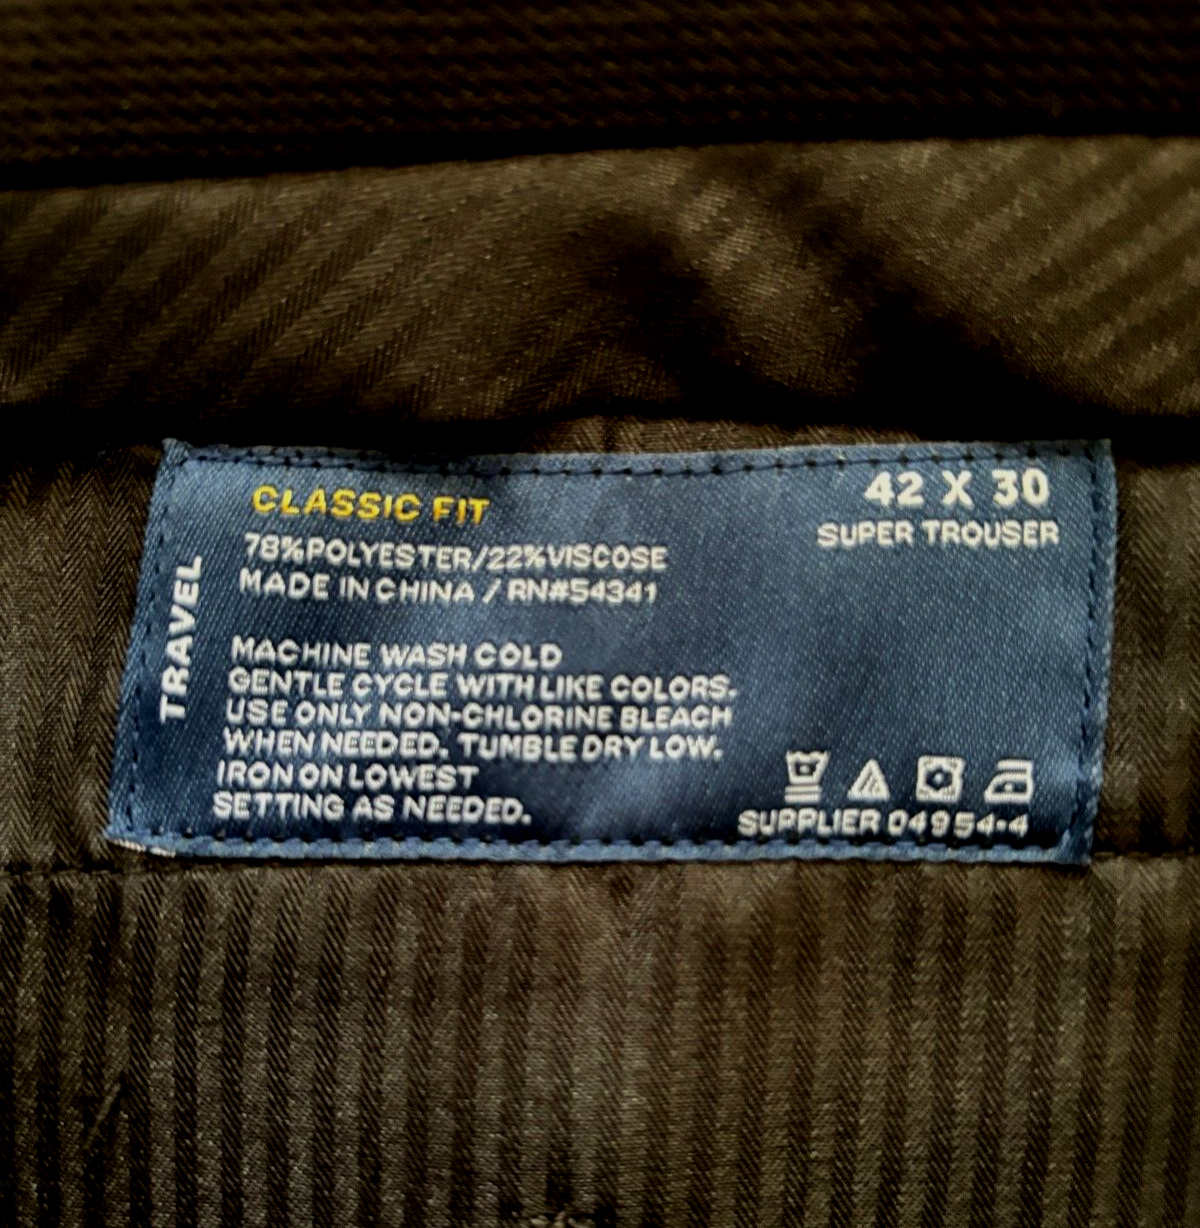 CLASSIC FIT
78%POLYESTER/22%VISCOSE
MADE IN CHINA / RN#54341
42 X 30
SUPER TROUSER
TRAVEL
MACHINE WASH COLD
GENTLE CYCLE WITH LIKE COLORS.
USE ONLY NON-CHLORINE BLEACH
WHEN NEEDED. TUMBLE DRY LOW.
IRON ON LOWEST
SETTING AS NEEDED.
SUPPLIER 04954-4